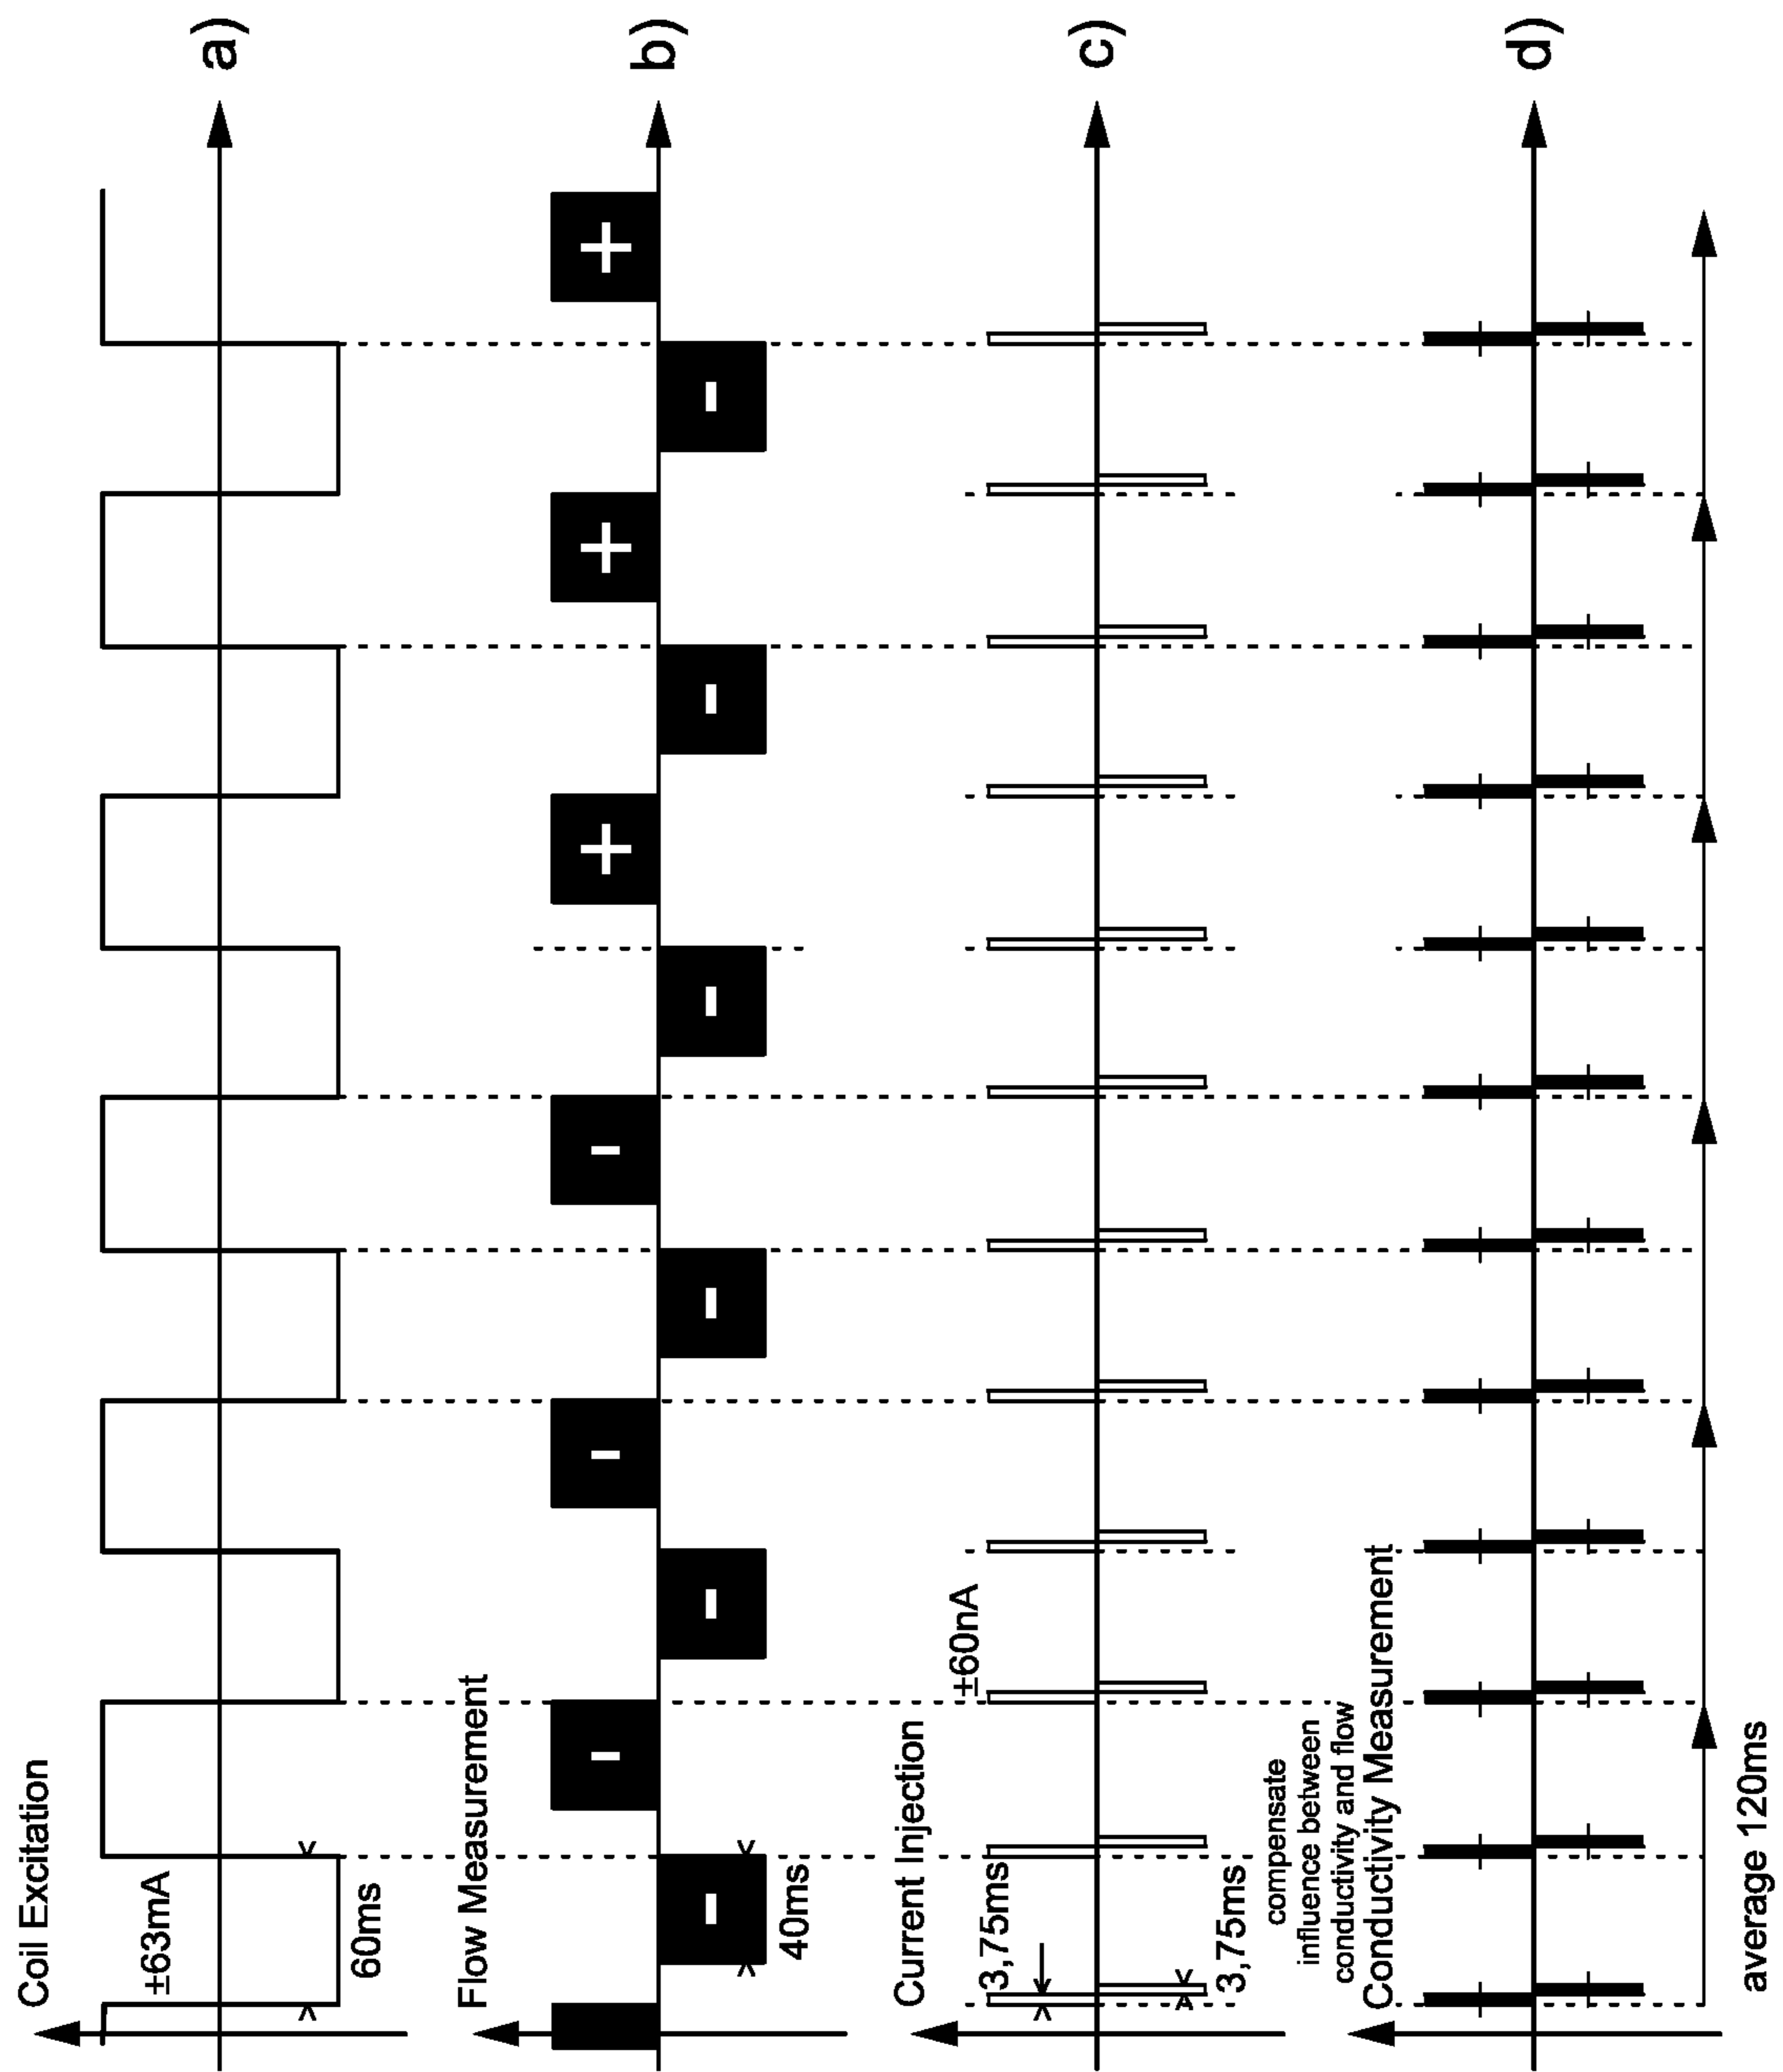 Coil Excitation
±63mA
a)
60ms
Flow Measurement
- - - + + +
b)
- - - - - -
40ms
Current Injection
±60nA
3,75ms
c)
3,75ms
compensate
influence between
conductivity and flow
Conductivity Measurement
d)
average 120ms